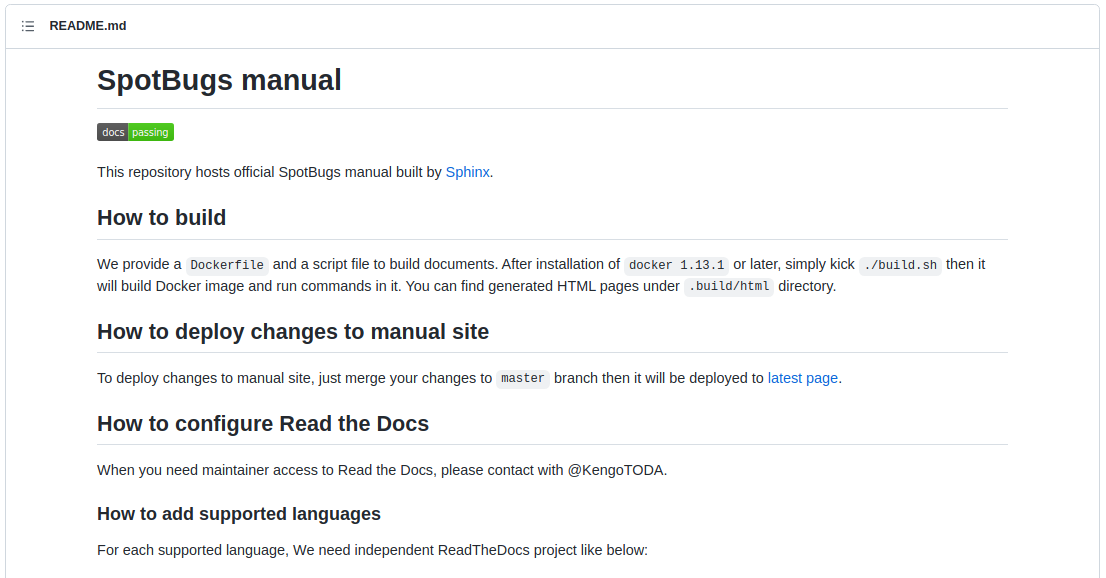 README.md
SpotBugs manual
docs passing
This repository hosts official SpotBugs manual built by Sphinx.
How to build
We provide a Dockerfile and a script file to build documents. After installation of docker 1.13.1 or later, simply kick ./build.sh then it
will build Docker image and run commands in it. You can find generated HTML pages under .build/html directory.
How to deploy changes to manual site
To deploy changes to manual site, just merge your changes to master branch then it will be deployed to latest page.
How to configure Read the Docs
When you need maintainer access to Read the Docs, please contact with @KengoTODA.
How to add supported languages
For each supported language, We need independent ReadTheDocs project like below: